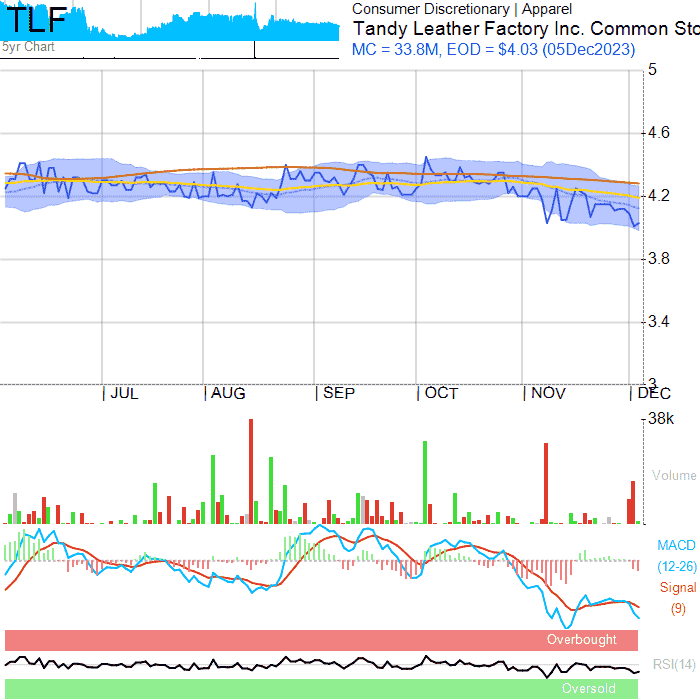 TLF
5yr Chart
Consumer Discretionary | Apparel
Tandy Leather Factory Inc. Common Sto
MC = 33.8M, EOD = $4.03 (05Dec2023)
5
4.6
4.2
3.8
3.4
3
JUL AUG SEP OCT NOV DEC
38k
Volume
MACD
(12-26)
Signal
(9)
Overbought
RSI(14)
Oversold